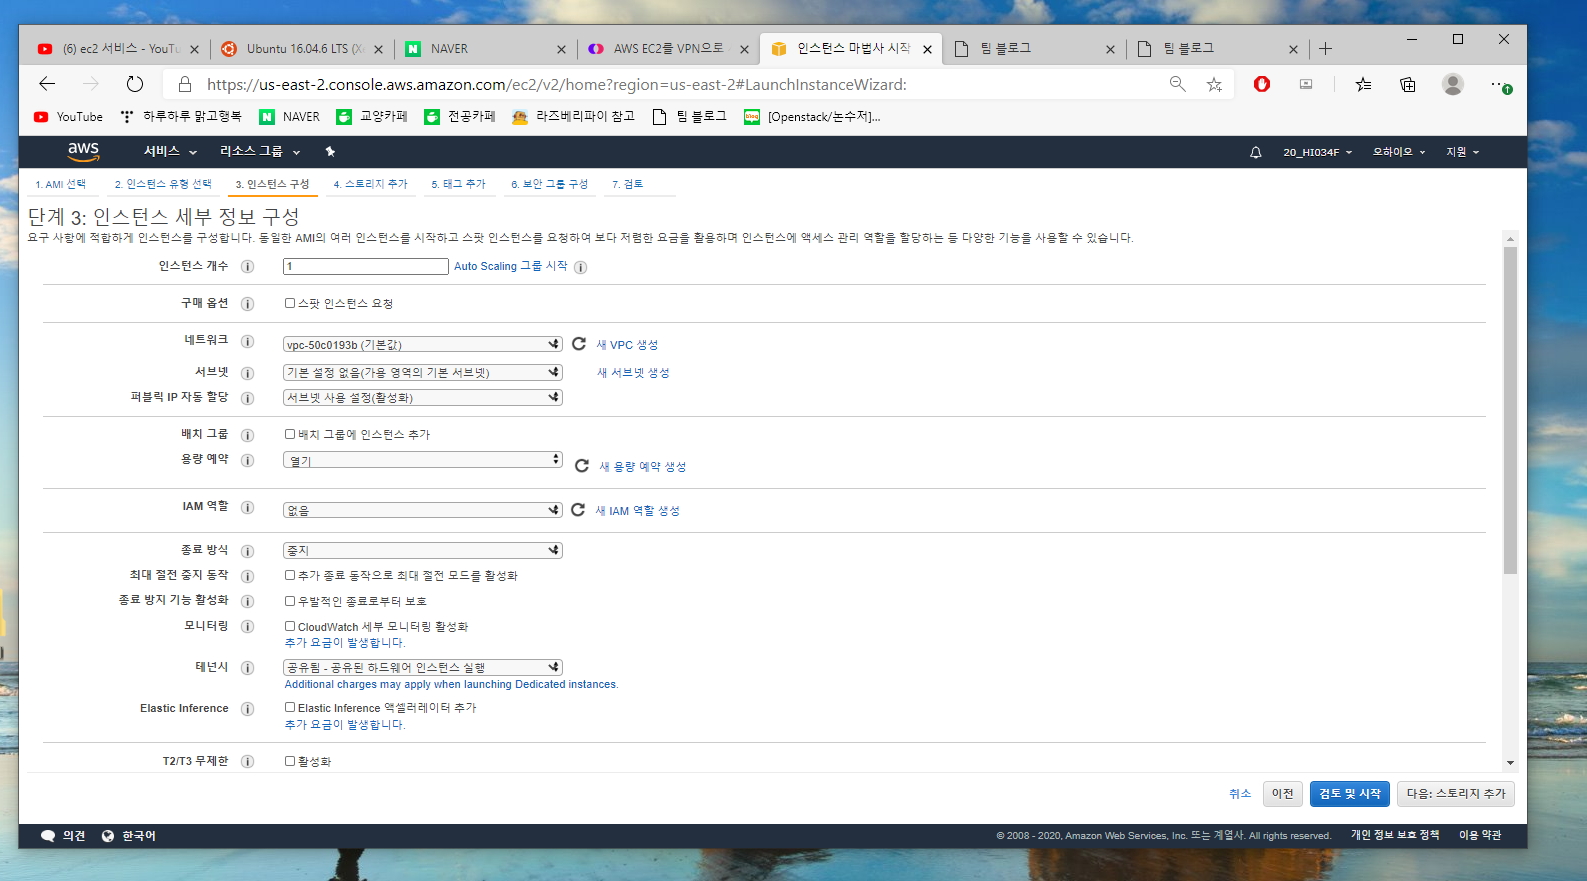 (6) ec2 서비스 - YouTu
Ubuntu 16.04.6 LTS (X
NAVER
AWS EC2를 VPN으로
인스턴스 마법사 시작
팀 블로그
팀 블로그
https://us-east-2.console.aws.amazon.com/ec2/v2/home?region=us-east-2#LaunchInstanceWizard:
YouTube
하루하루 맑고행복
NAVER
교양카페
전공카페
라즈베리파이 참고
팀 블로그
[Openstack/논수저]...
aws
서비스
리소스 그룹
20_HI034F
오하이오
지원
1. AMI 선택
2. 인스턴스 유형 선택
3. 인스턴스 구성
4. 스토리지 추가
5. 태그 추가
6. 보안 그룹 구성
7. 검토
단계 3: 인스턴스 세부 정보 구성
요구 사항에 적합하게 인스턴스를 구성합니다. 동일한 AMI의 여러 인스턴스를 시작하고 스팟 인스턴스를 요청하여 보다 저렴한 요금을 활용하며 인스턴스에 액세스 관리 역할을 할당하는 등 다양한 기능을 사용할 수 있습니다.
인스턴스 개수
1
Auto Scaling 그룹 시작
구매 옵션
스팟 인스턴스 요청
네트워크
vpc-50c0193b (기본값)
새 VPC 생성
서브넷
기본 설정 없음(가용 영역의 기본 서브넷)
새 서브넷 생성
퍼블릭 IP 자동 할당
서브넷 사용 설정(활성화)
배치 그룹
배치 그룹에 인스턴스 추가
용량 예약
열기
새 용량 예약 생성
IAM 역할
없음
새 IAM 역할 생성
종료 방식
중지
최대 절전 중지 동작
추가 종료 동작으로 최대 절전 모드를 활성화
종료 방지 기능 활성화
우발적인 종료로부터 보호
모니터링
CloudWatch 세부 모니터링 활성화
추가 요금이 발생합니다.
테넌시
공유됨 - 공유된 하드웨어 인스턴스 실행
Additional charges may apply when launching Dedicated instances.
Elastic Inference
Elastic Inference 액셀러레이터 추가
추가 요금이 발생합니다.
T2/T3 무제한
활성화
취소
이전
검토 및 시작
다음: 스토리지 추가
의견
한국어
© 2008 - 2020, Amazon Web Services, Inc. 또는 계열사. All rights reserved.
개인 정보 보호 정책
이용 약관